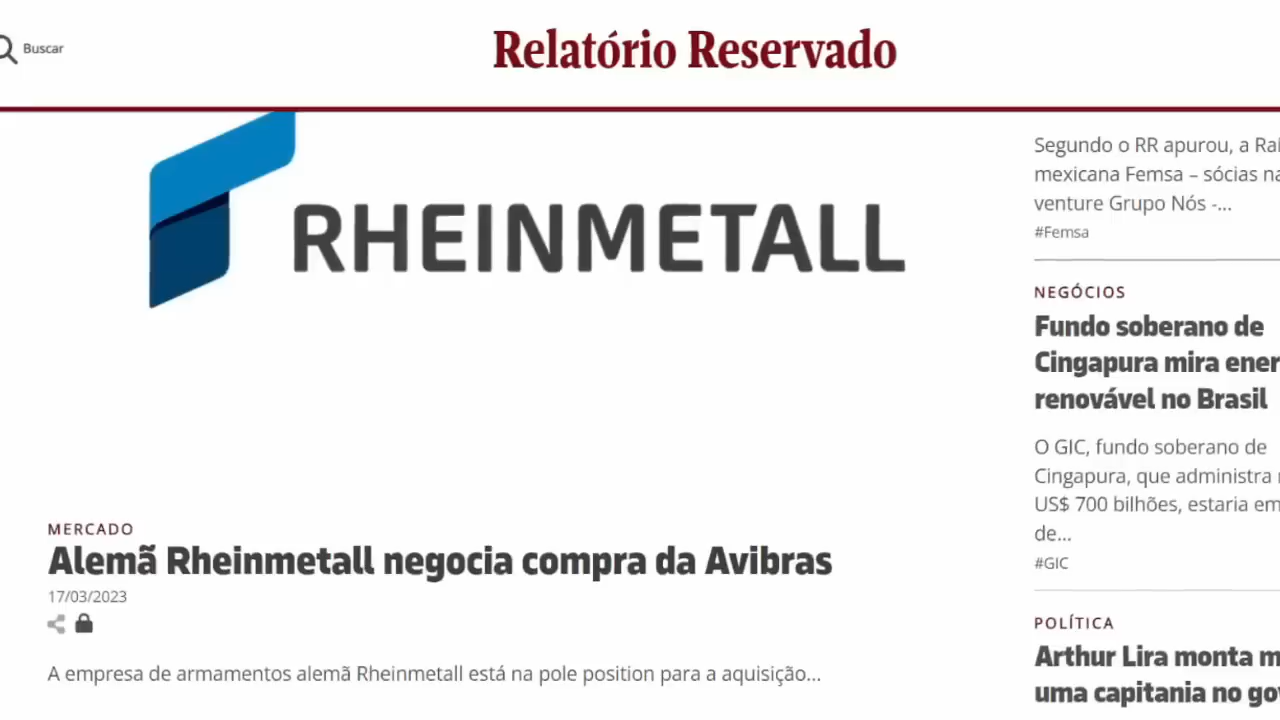 Buscar
Relatório Reservado
RHEINMETALL
MERCADO
Alemã Rheinmetall negocia compra da Avibras
17/03/2023
A empresa de armamentos alemã Rheinmetall está na pole position para a aquisição...
Segundo o RR apurou, a
mexicana Femsa – sócias
venture Grupo Nós -...
#Femsa
NEGÓCIOS
Fundo soberano de
Cingapura mira
renovável no Brasil
O GIC, fundo soberano de
Cingapura, que administra
US$ 700 bilhões, estaria
de...
#GIC
POLÍTICA
Arthur Lira monta
uma capitania no